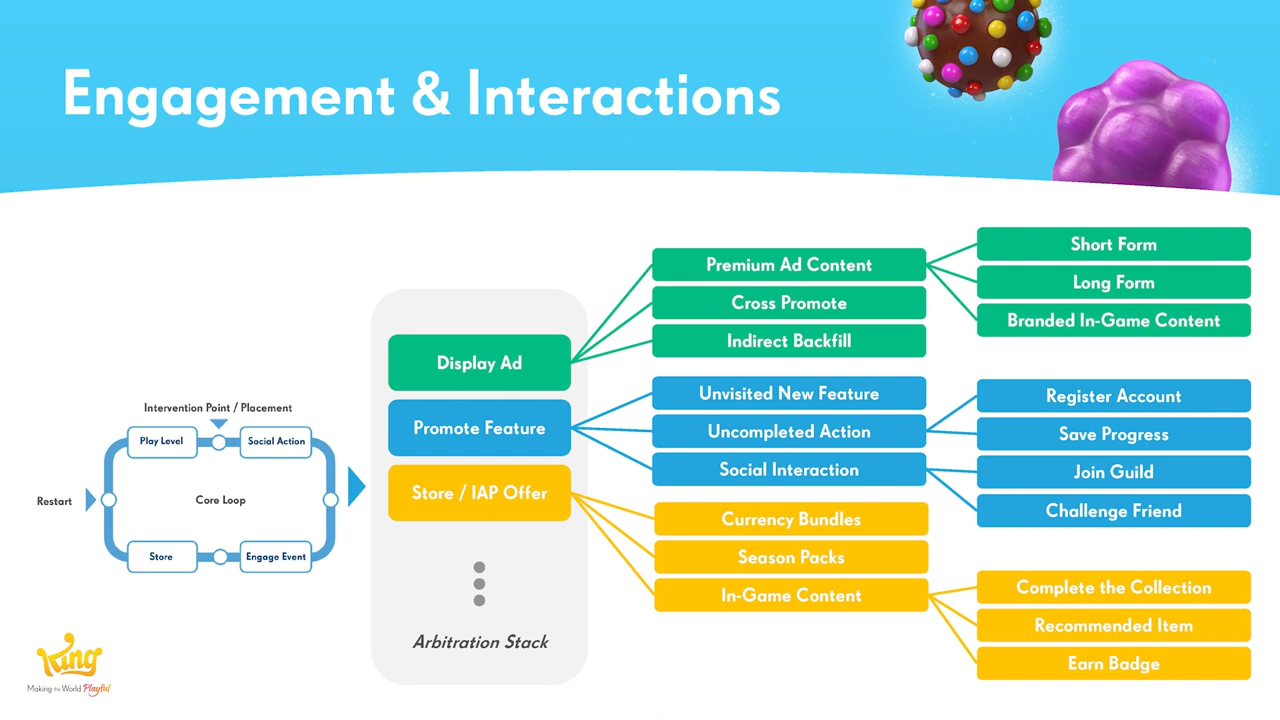 Engagement & Interactions
Intervention Point / Placement
Play Level
Social Action
Restart
Core Loop
Store
Engage Event
Display Ad
Promote Feature
Store / IAP Offer
Arbitration Stack
Premium Ad Content
Cross Promote
Indirect Backfill
Short Form
Long Form
Branded In-Game Content
Unvisited New Feature
Uncompleted Action
Social Interaction
Register Account
Save Progress
Join Guild
Challenge Friend
Currency Bundles
Season Packs
In-Game Content
Complete the Collection
Recommended Item
Earn Badge
King
Making the World Playful